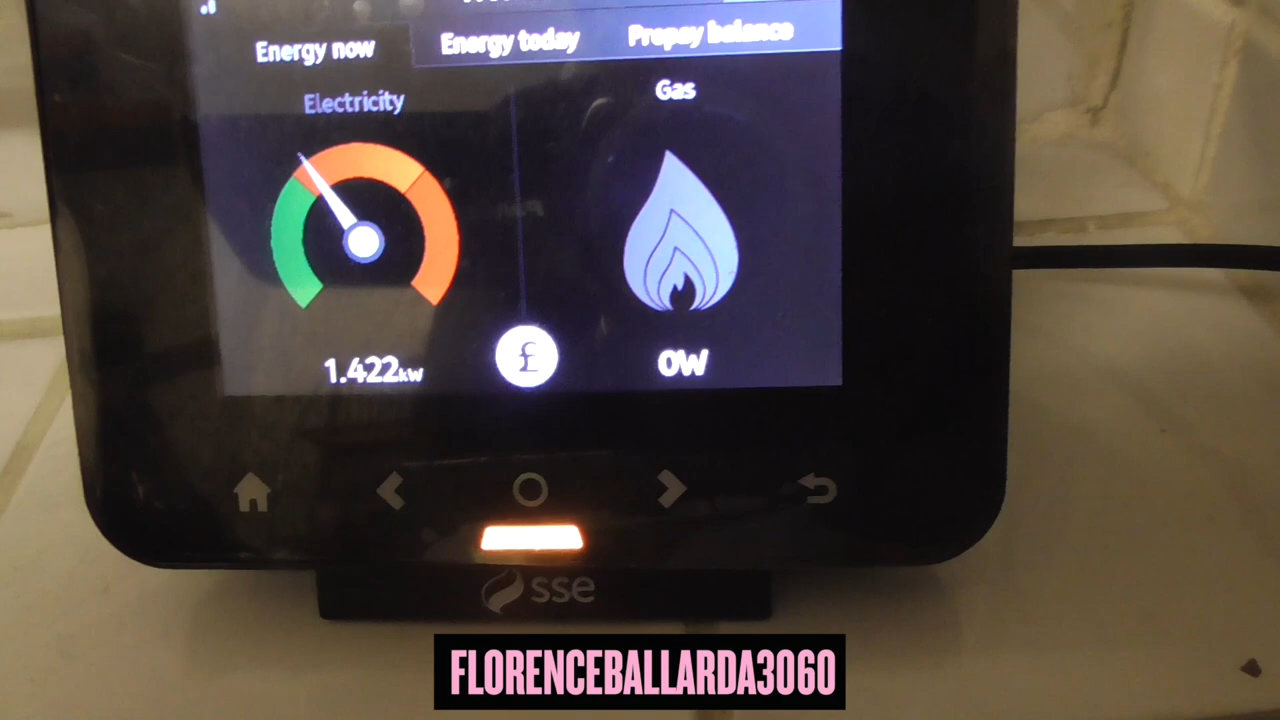 Energy now
Energy today
Prepay balance
Electricity
Gas
1.422kW
£
0W
sse
FLORENCEBALLARDA3060